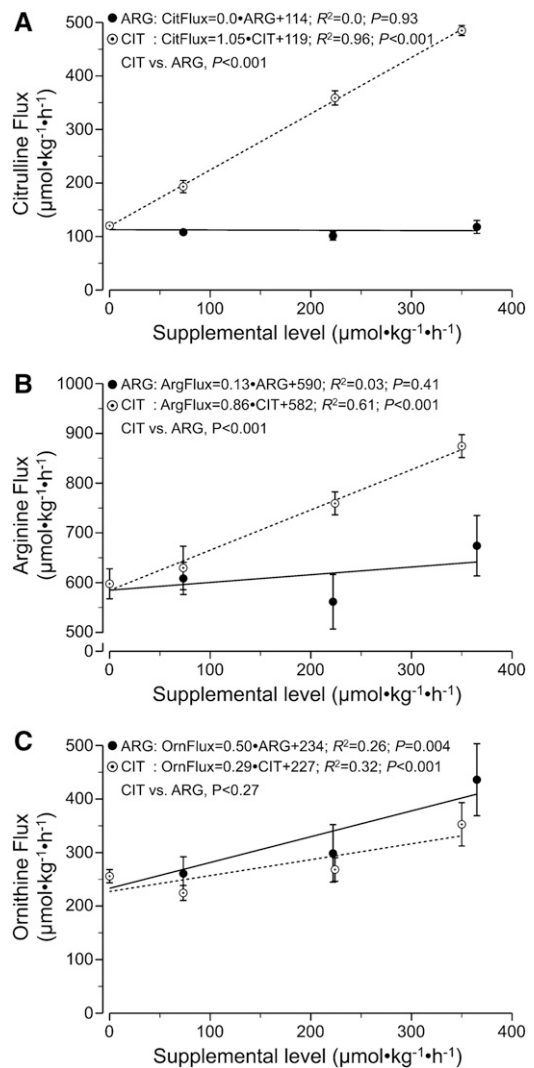 A
500
● ARG: CitFlux=0.0•ARG+114; R²=0.0; P=0.93
⊙ CIT : CitFlux=1.05•CIT+119; R²=0.96; P<0.001
CIT vs. ARG, P<0.001
400
300
200
100
0
Citrulline Flux
(µmol•kg⁻¹•h⁻¹)
0 100 200 300 400
Supplemental level (µmol•kg⁻¹•h⁻¹)
B
1000
● ARG: ArgFlux=0.13•ARG+590; R²=0.03; P=0.41
⊙ CIT : ArgFlux=0.86•CIT+582; R²=0.61; P<0.001
CIT vs. ARG, P<0.001
900
800
700
600
500
0
Arginine Flux
(µmol•kg⁻¹•h⁻¹)
0 100 200 300 400
Supplemental level (µmol•kg⁻¹•h⁻¹)
C
500
● ARG: OrnFlux=0.50•ARG+234; R²=0.26; P=0.004
⊙ CIT : OrnFlux=0.29•CIT+227; R²=0.32; P<0.001
CIT vs. ARG, P<0.27
400
300
200
100
0
Ornithine Flux
(µmol•kg⁻¹•h⁻¹)
0 100 200 300 400
Supplemental level (µmol•kg⁻¹•h⁻¹)